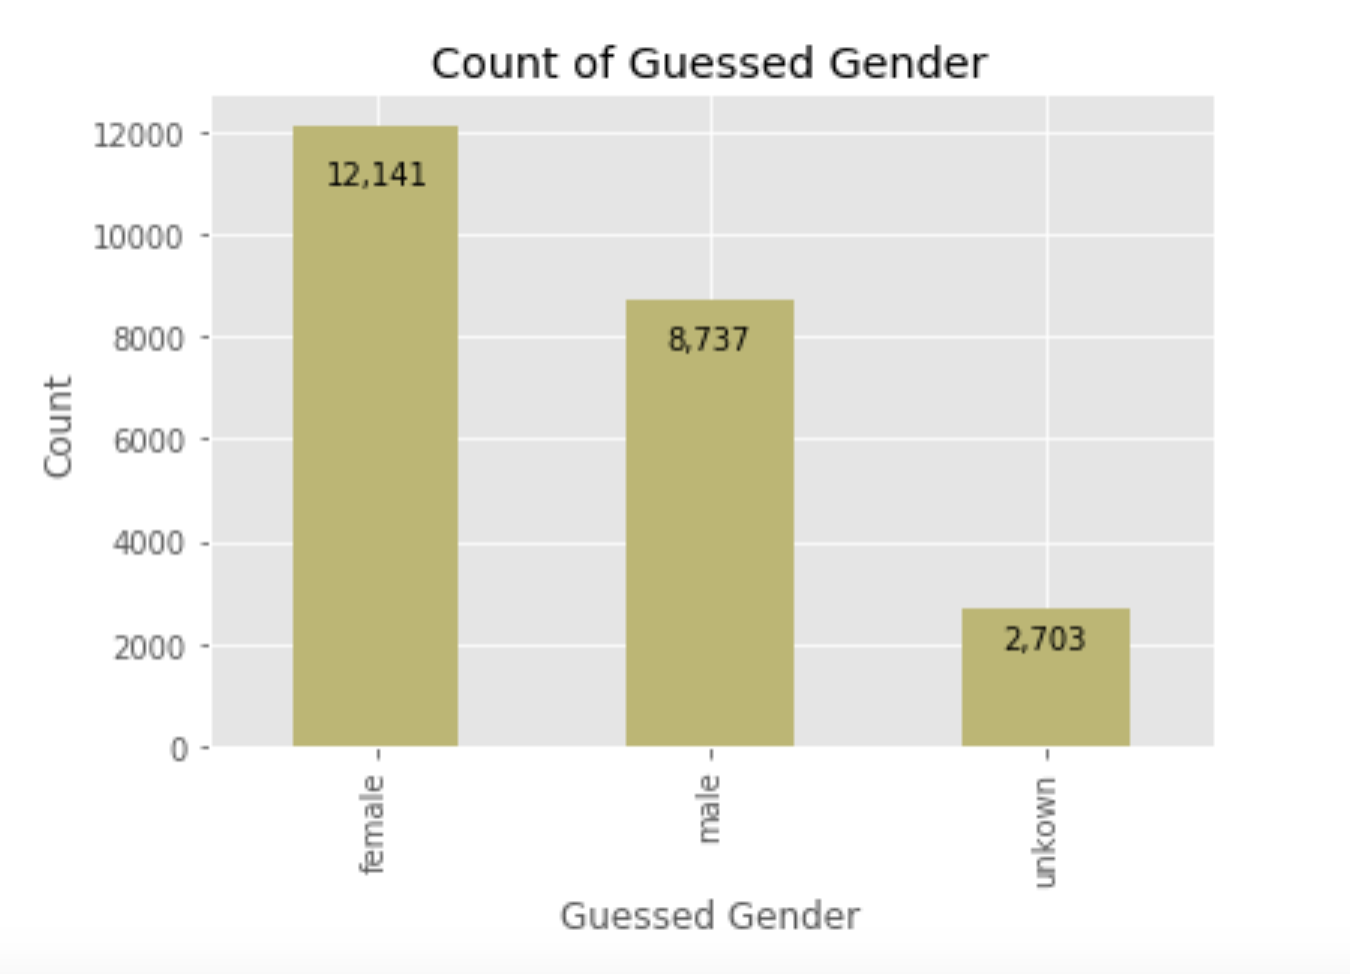 Count of Guessed Gender
12000
10000
8000
6000
4000
2000
0
Count
12,141
8,737
2,703
female
male
unkown
Guessed Gender